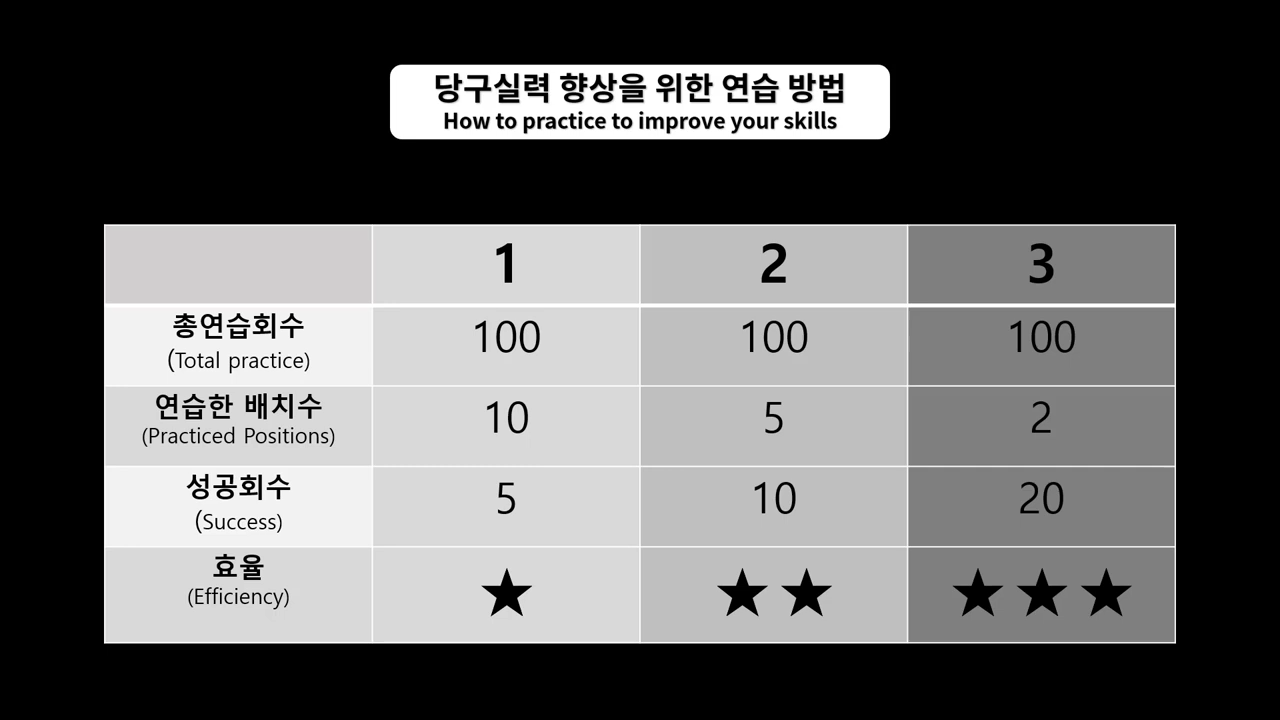 당구실력 향상을 위한 연습 방법
How to practice to improve your skills
1 2 3
총연습회수
(Total practice)
100 100 100
연습한 배치수
(Practiced Positions)
10 5 2
성공회수
(Success)
5 10 20
효율
(Efficiency)
★ ★★ ★★★